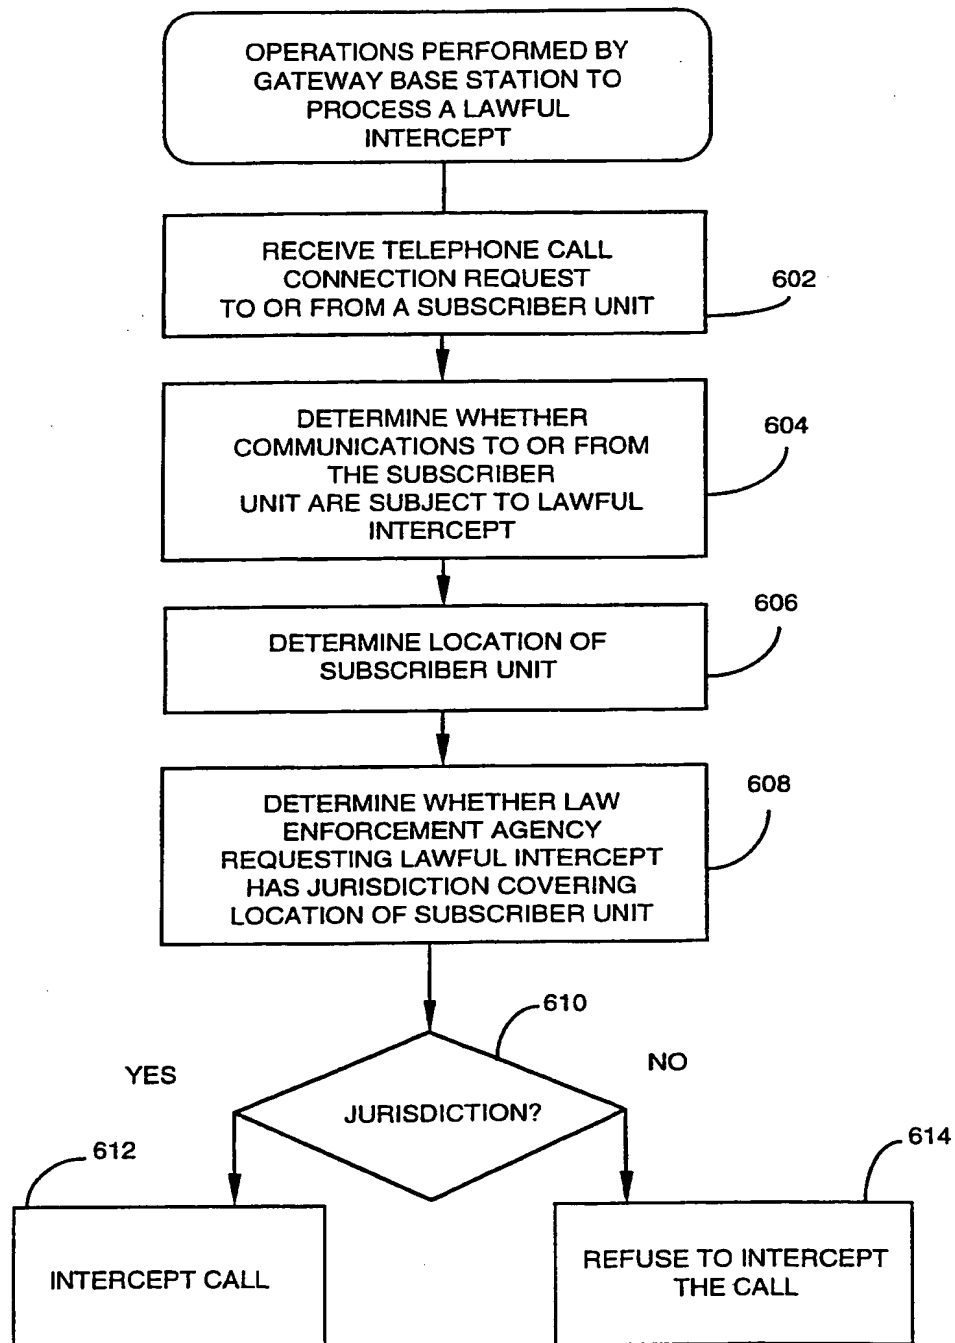 OPERATIONS PERFORMED BY
GATEWAY BASE STATION TO
PROCESS A LAWFUL
INTERCEPT
RECEIVE TELEPHONE CALL
CONNECTION REQUEST
TO OR FROM A SUBSCRIBER UNIT
602
DETERMINE WHETHER
COMMUNICATIONS TO OR FROM
THE SUBSCRIBER
UNIT ARE SUBJECT TO LAWFUL
INTERCEPT
604
DETERMINE LOCATION OF
SUBSCRIBER UNIT
606
DETERMINE WHETHER LAW
ENFORCEMENT AGENCY
REQUESTING LAWFUL INTERCEPT
HAS JURISDICTION COVERING
LOCATION OF SUBSCRIBER UNIT
608
610
YES
NO
JURISDICTION?
612
614
INTERCEPT CALL
REFUSE TO INTERCEPT
THE CALL